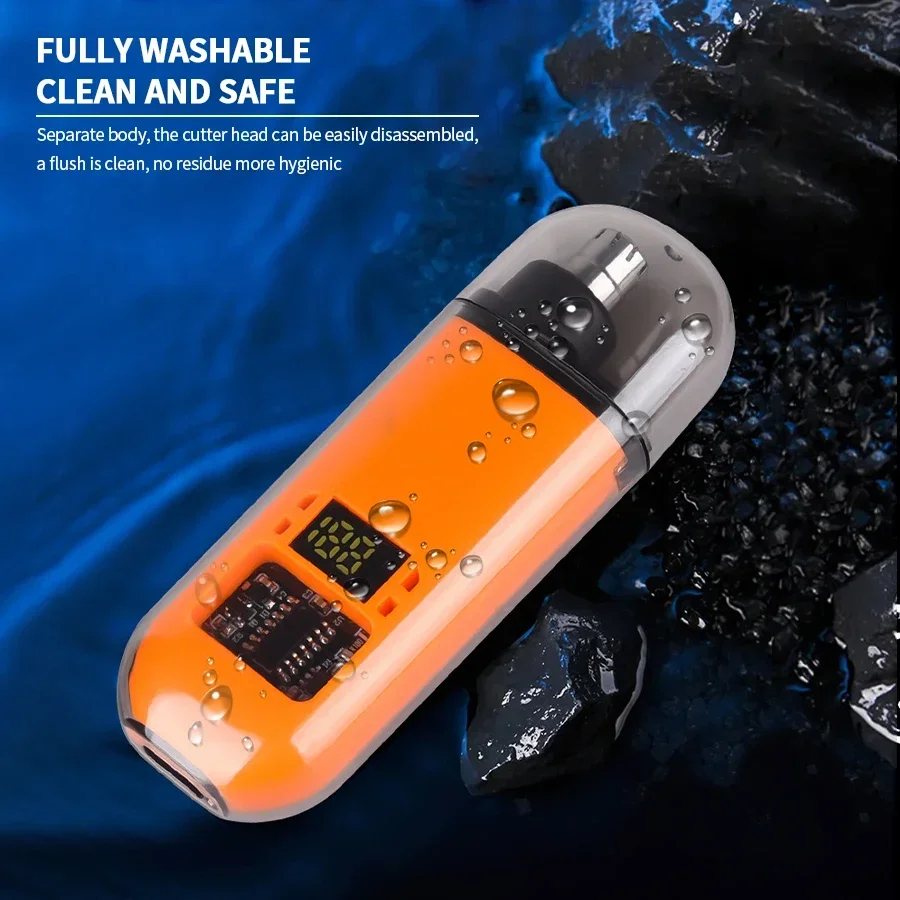 FULLY WASHABLE
CLEAN AND SAFE
Separate body, the cutter head can be easily disassembled,
a flush is clean, no residue more hygienic
188